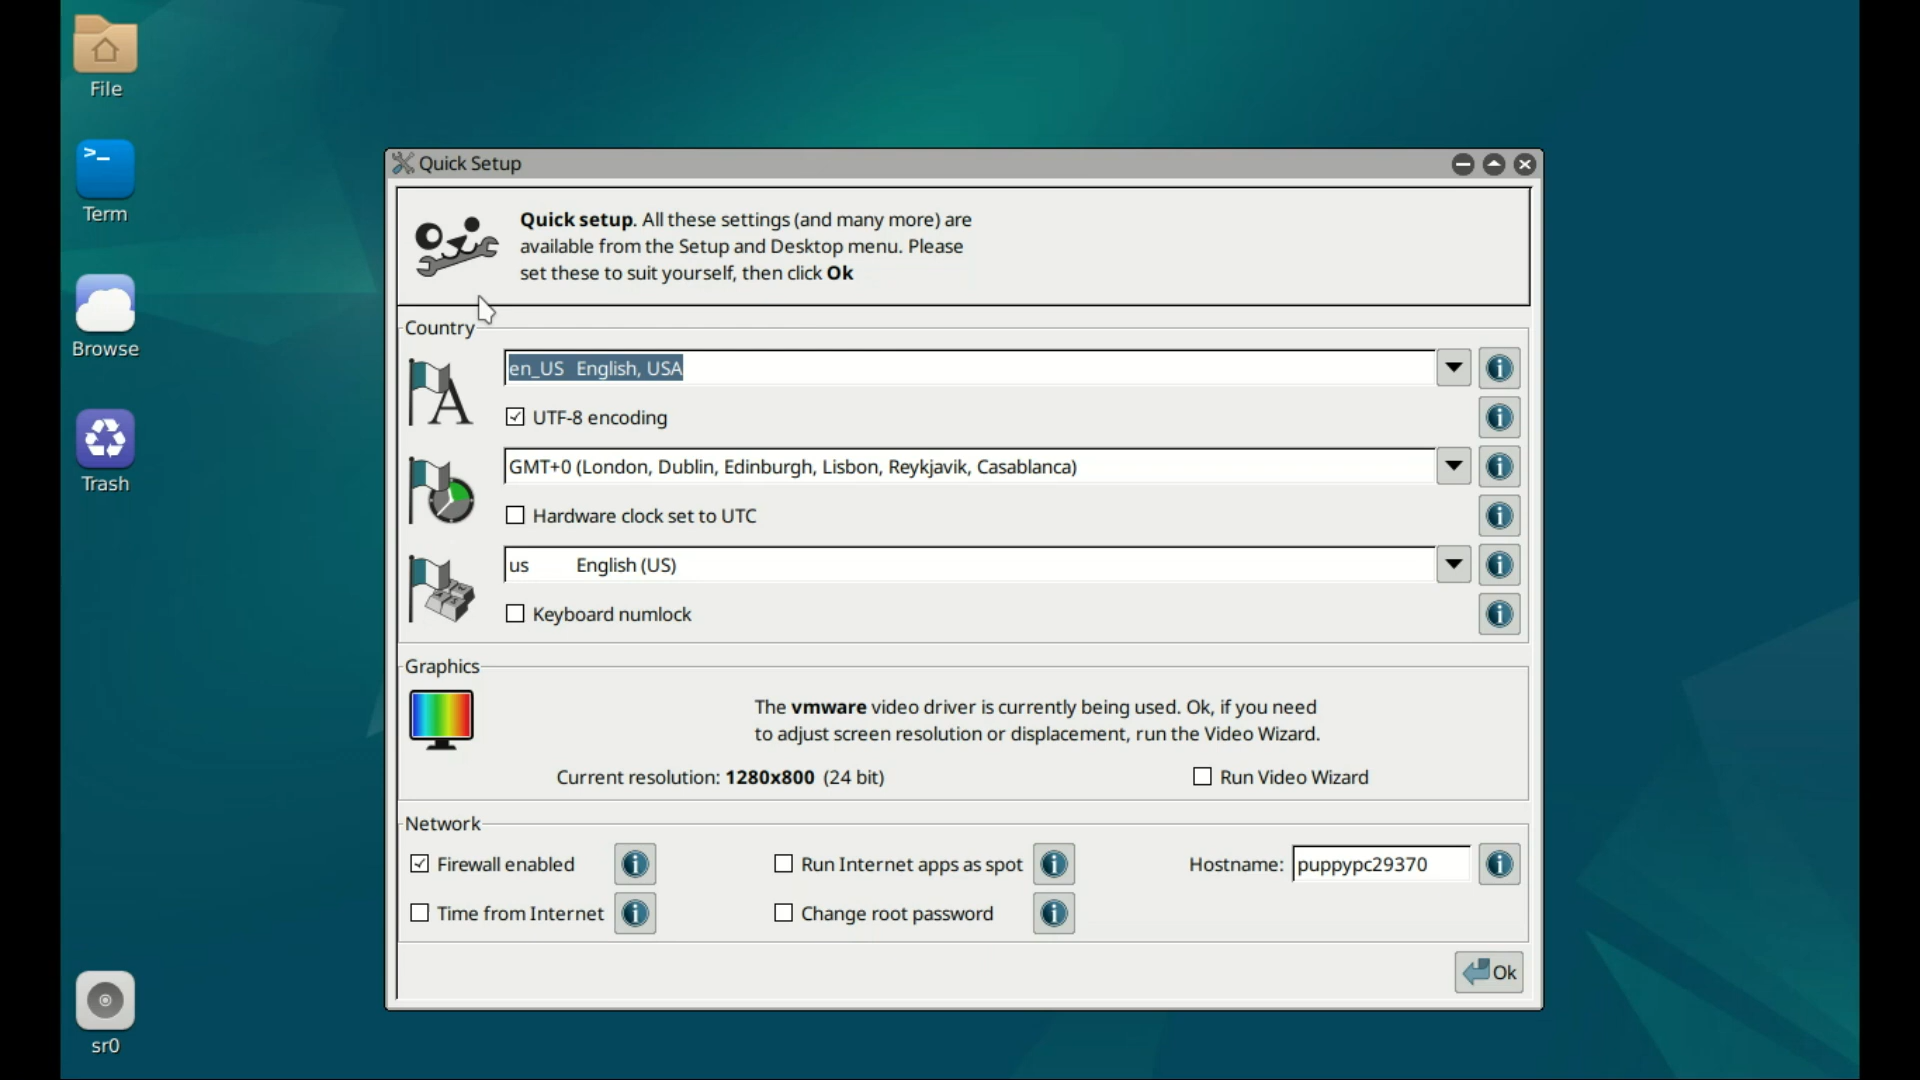 File
Term
>_
Browse
Trash
sr0
Quick Setup
Quick setup. All these settings (and many more) are
available from the Setup and Desktop menu. Please
set these to suit yourself, then click Ok
Country
A
en_US English, USA
UTF-8 encoding
GMT+0 (London, Dublin, Edinburgh, Lisbon, Reykjavik, Casablanca)
Hardware clock set to UTC
us English (US)
Keyboard numlock
Graphics
The vmware video driver is currently being used. Ok, if you need
to adjust screen resolution or displacement, run the Video Wizard.
Current resolution: 1280x800 (24 bit)
Run Video Wizard
Network
Firewall enabled
Run Internet apps as spot
Hostname: puppypc29370
Time from Internet
Change root password
Ok